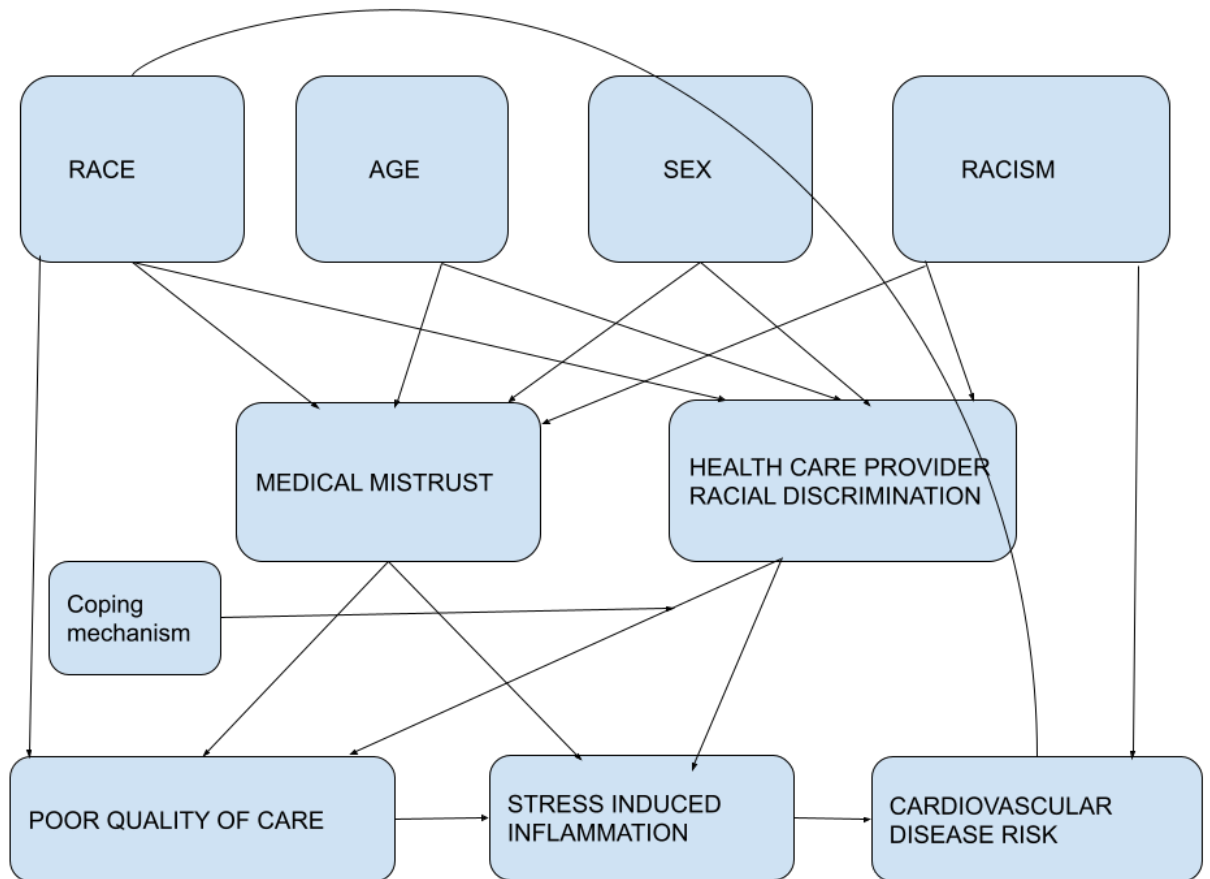 RACE
AGE
SEX
RACISM
MEDICAL MISTRUST
HEALTH CARE PROVIDER
RACIAL DISCRIMINATION
Coping
mechanism
POOR QUALITY OF CARE
STRESS INDUCED
INFLAMMATION
CARDIOVASCULAR
DISEASE RISK